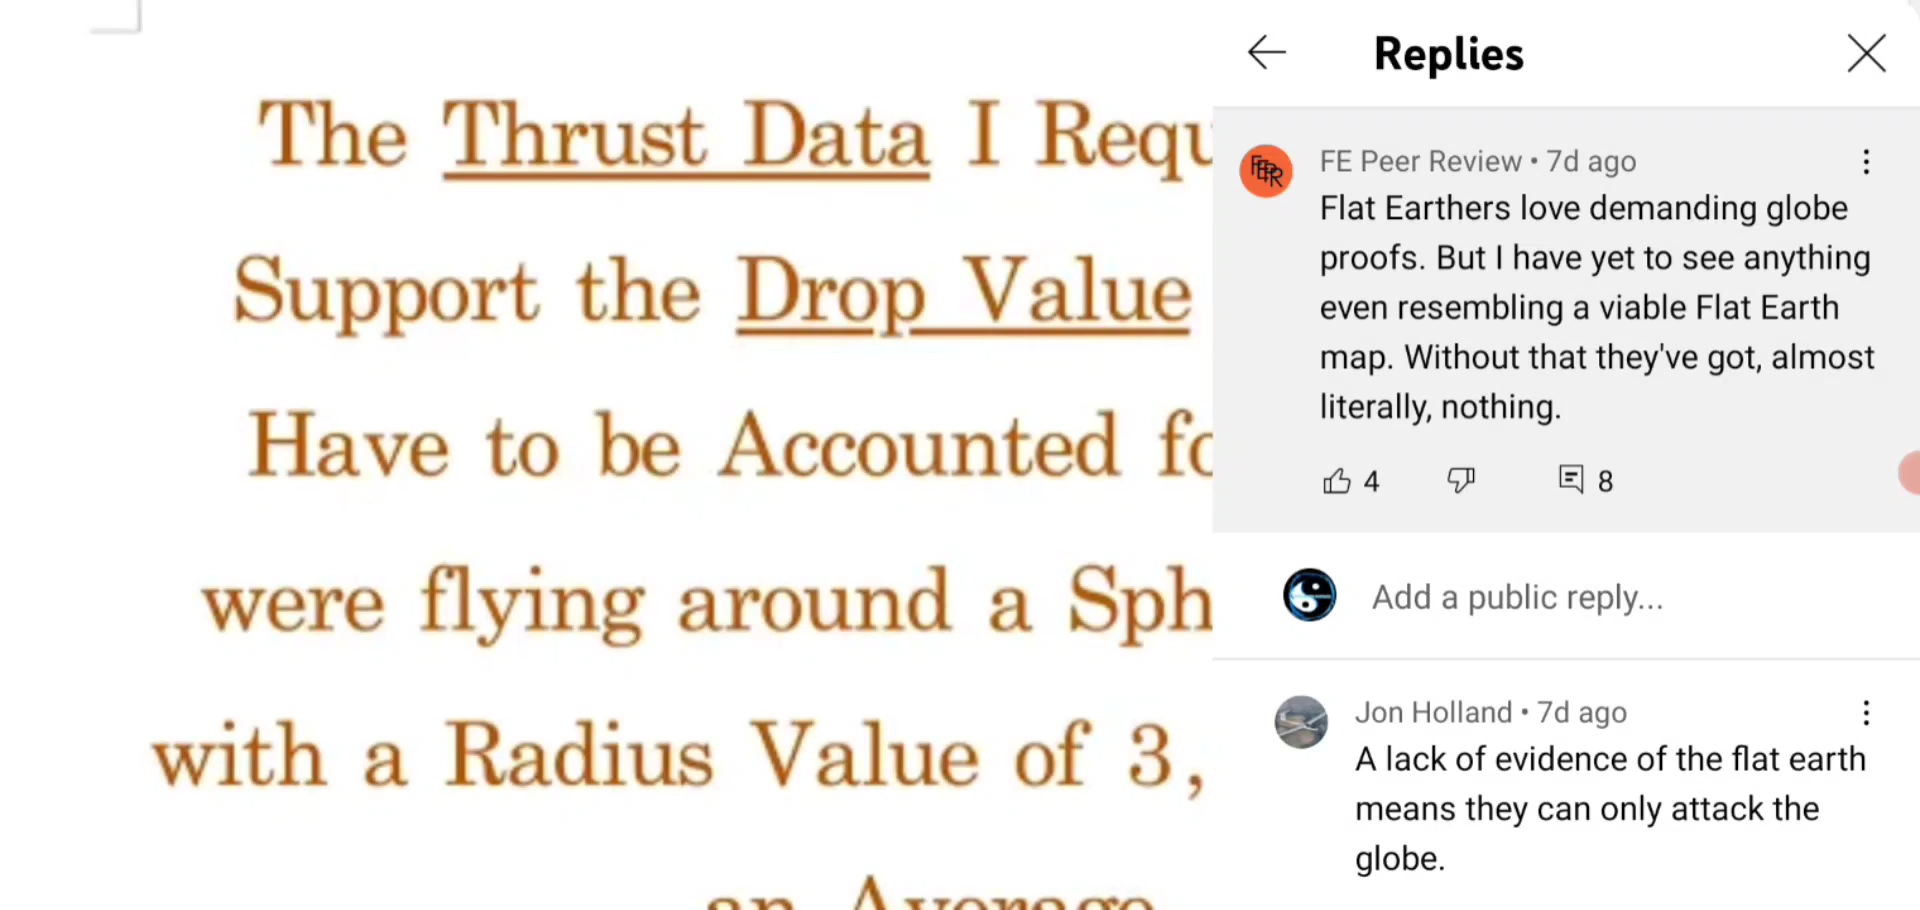 The Thrust Data I Requ
Support the Drop Value
Have to be Accounted fo
were flying around a Sph
with a Radius Value of 3,
an Average
Replies
FE Peer Review • 7d ago
Flat Earthers love demanding globe
proofs. But I have yet to see anything
even resembling a viable Flat Earth
map. Without that they've got, almost
literally, nothing.
4
8
Add a public reply...
Jon Holland • 7d ago
A lack of evidence of the flat earth
means they can only attack the
globe.